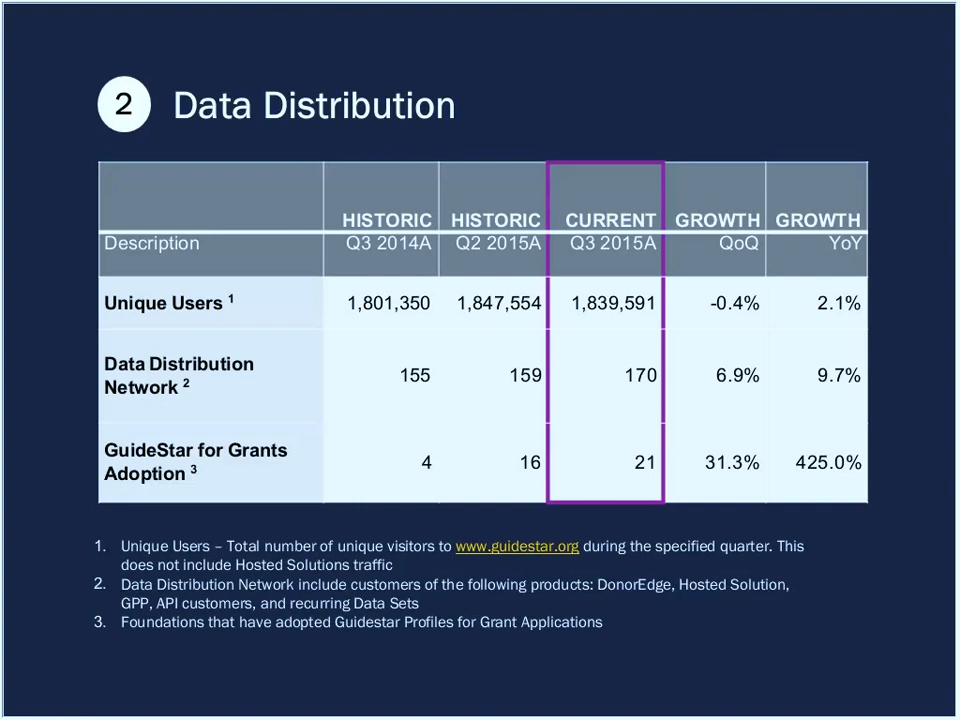 2 Data Distribution
HISTORIC HISTORIC CURRENT GROWTH GROWTH
Description Q3 2014A Q2 2015A Q3 2015A QoQ YoY
Unique Users 1 1,801,350 1,847,554 1,839,591 -0.4% 2.1%
Data Distribution
Network 2 155 159 170 6.9% 9.7%
GuideStar for Grants
Adoption 3 4 16 21 31.3% 425.0%
1. Unique Users – Total number of unique visitors to www.guidestar.org during the specified quarter. This
does not include Hosted Solutions traffic
2. Data Distribution Network include customers of the following products: DonorEdge, Hosted Solution,
GPP, API customers, and recurring Data Sets
3. Foundations that have adopted Guidestar Profiles for Grant Applications